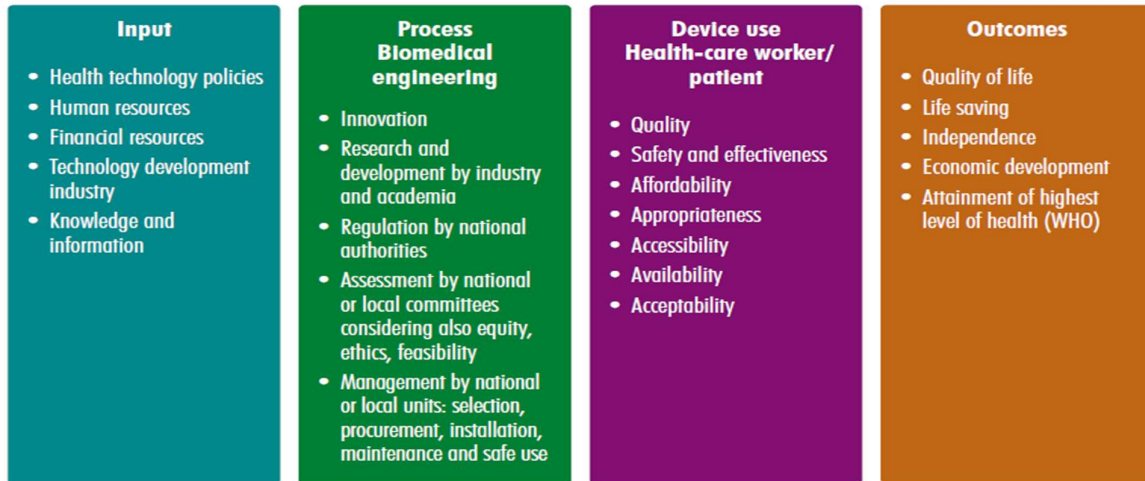 Input
• Health technology policies
• Human resources
• Financial resources
• Technology development
industry
• Knowledge and
information
Process
Biomedical
engineering
• Innovation
• Research and
development by industry
and academia
• Regulation by national
authorities
• Assessment by national
or local committees
considering also equity,
ethics, feasibility
• Management by national
or local units: selection,
procurement, installation,
maintenance and safe use
Device use
Health-care worker/
patient
• Quality
• Safety and effectiveness
• Affordability
• Appropriateness
• Accessibility
• Availability
• Acceptability
Outcomes
• Quality of life
• Life saving
• Independence
• Economic development
• Attainment of highest
level of health (WHO)